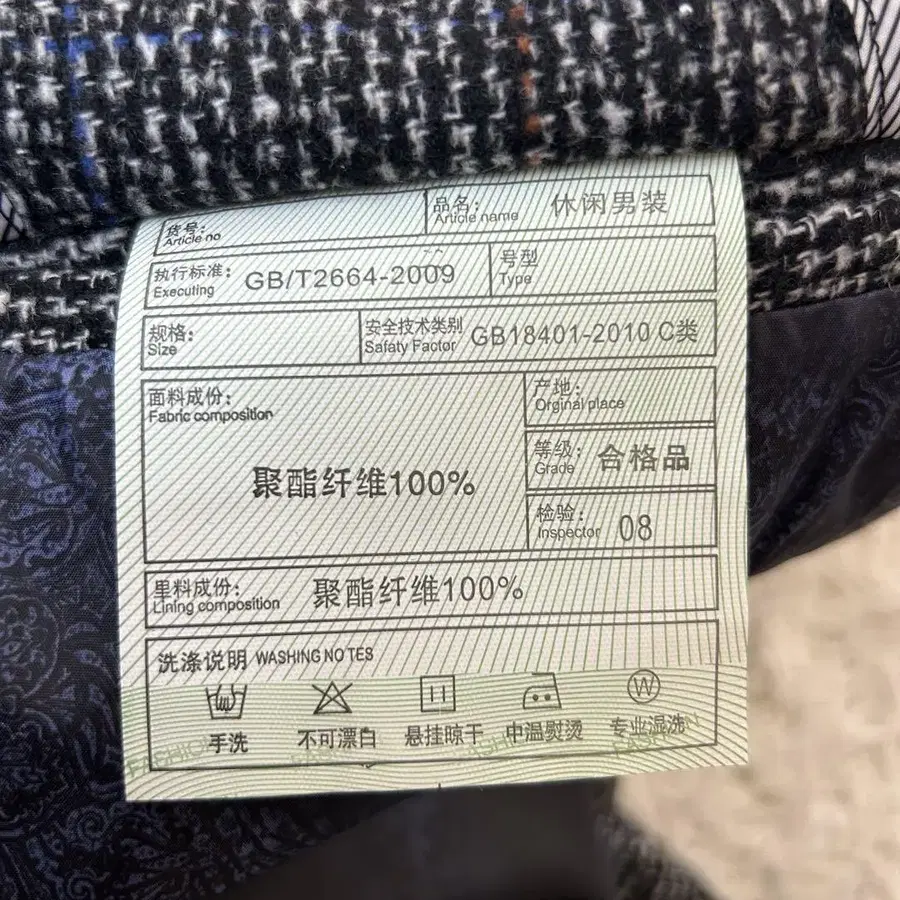 货号:
Article no
品名:
Article name
休闲男装
执行标准:
Executing
GB/T2664-2009
号型
Type
规格:
Size
安全技术类别
Safaty Factor
GB18401-2010 C类
面料成份:
Fabric composition
聚酯纤维100%
产地:
Orginal place
等级:
Grade
合格品
检验:
Inspector
08
里料成份:
Lining composition
聚酯纤维100%
洗涤说明 WASHING NO TES
W
手洗
不可漂白
悬挂晾干
中温熨烫
专业湿洗
FASHION
FASHION
FASHION
FASHION